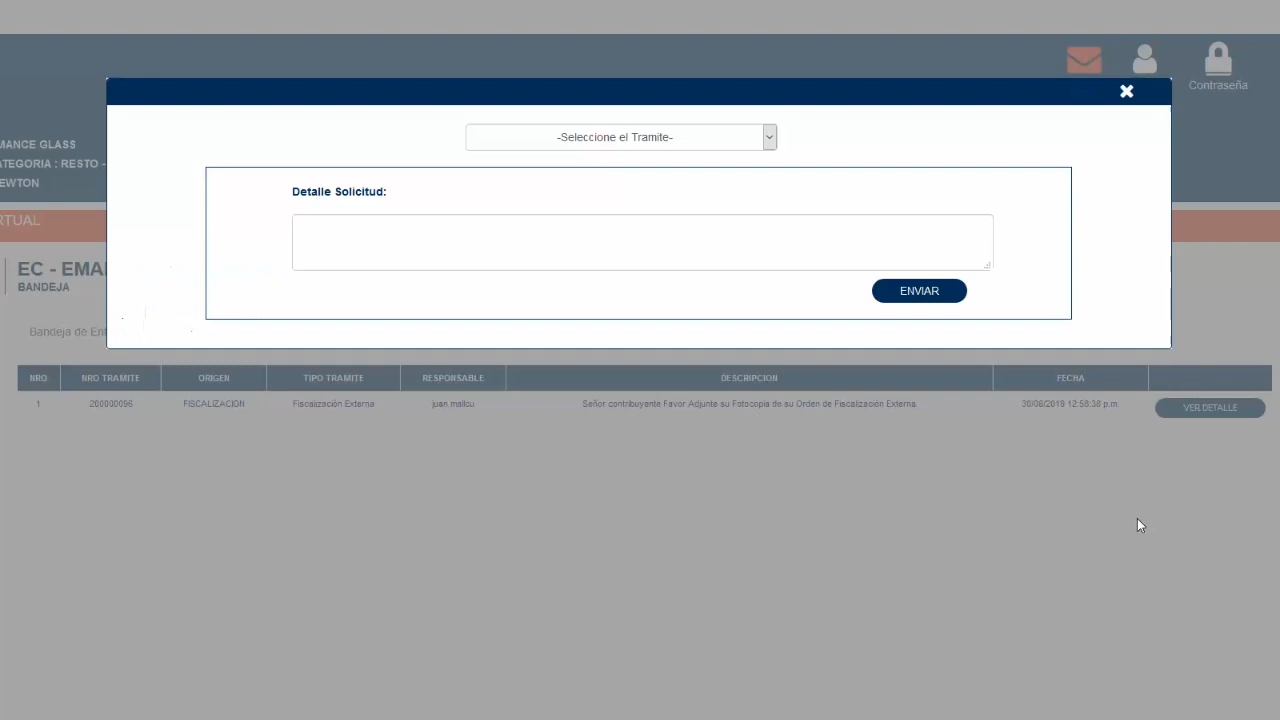 Contraseña
MANCE GLASS
ATEGORIA : RESTO -
EWTON
RTUAL
-Seleccione el Tramite-
Detalle Solicitud:
ENVIAR
EC - EMA
BANDEJA
Bandeja de Ent
NRO NRO TRAMITE ORIGEN TIPO TRAMITE RESPONSABLE DESCRIPCION FECHA
1 200000096 FISCALIZACION Fiscalización Externa juan.mallcu Señor contribuyente Favor Adjunte su Fotocopia de su Orden de Fiscalización Externa. 30/08/2019 12:58:38 p.m. VER DETALLE